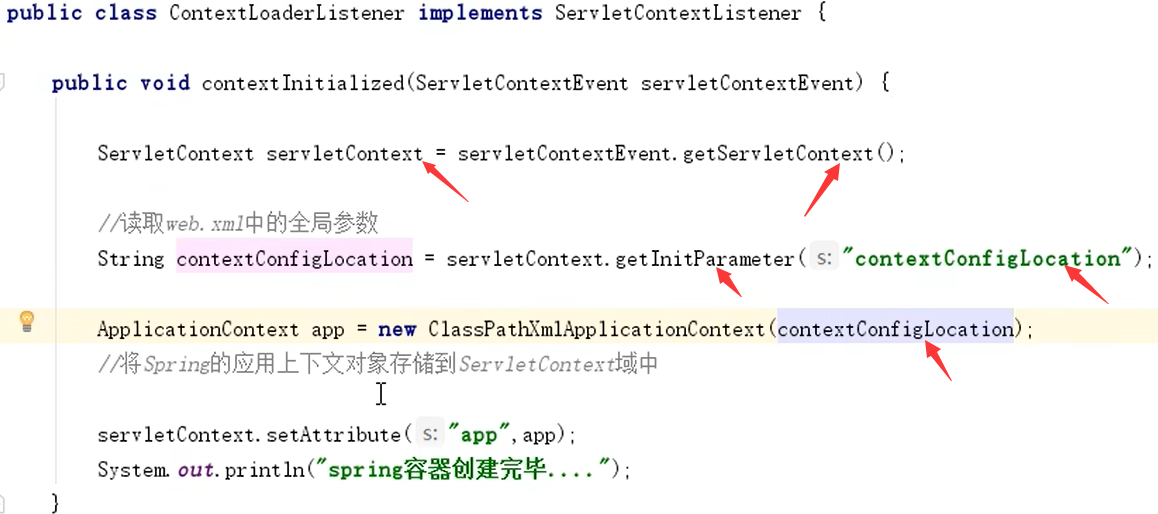 public class ContextLoaderListener implements ServletContextListener {
public void contextInitialized(ServletContextEvent servletContextEvent) {
ServletContext servletContext = servletContextEvent.getServletContext();
//读取web.xml中的全局参数
String contextConfigLocation = servletContext.getInitParameter( s: "contextConfigLocation");
ApplicationContext app = new ClassPathXmlApplicationContext(contextConfigLocation);
//将Spring的应用上下文对象存储到ServletContext域中
servletContext.setAttribute( s: "app",app);
System.out.println("spring容器创建完毕....");
}